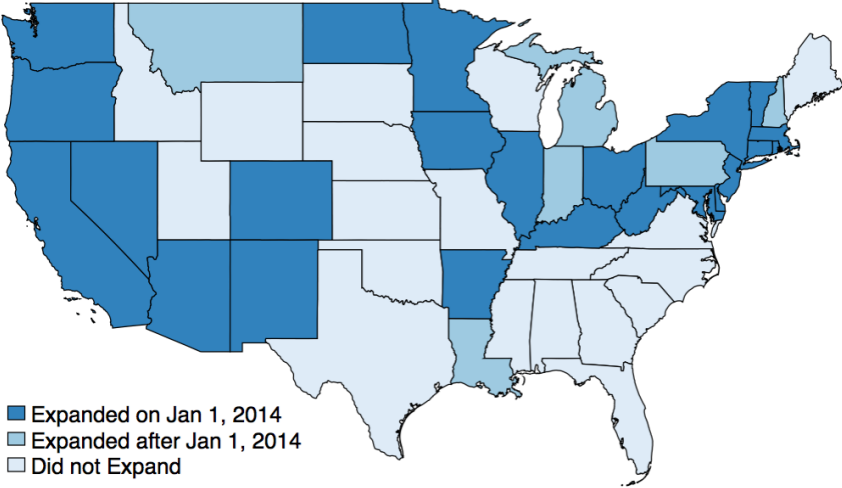 Expanded on Jan 1, 2014
Expanded after Jan 1, 2014
Did not Expand